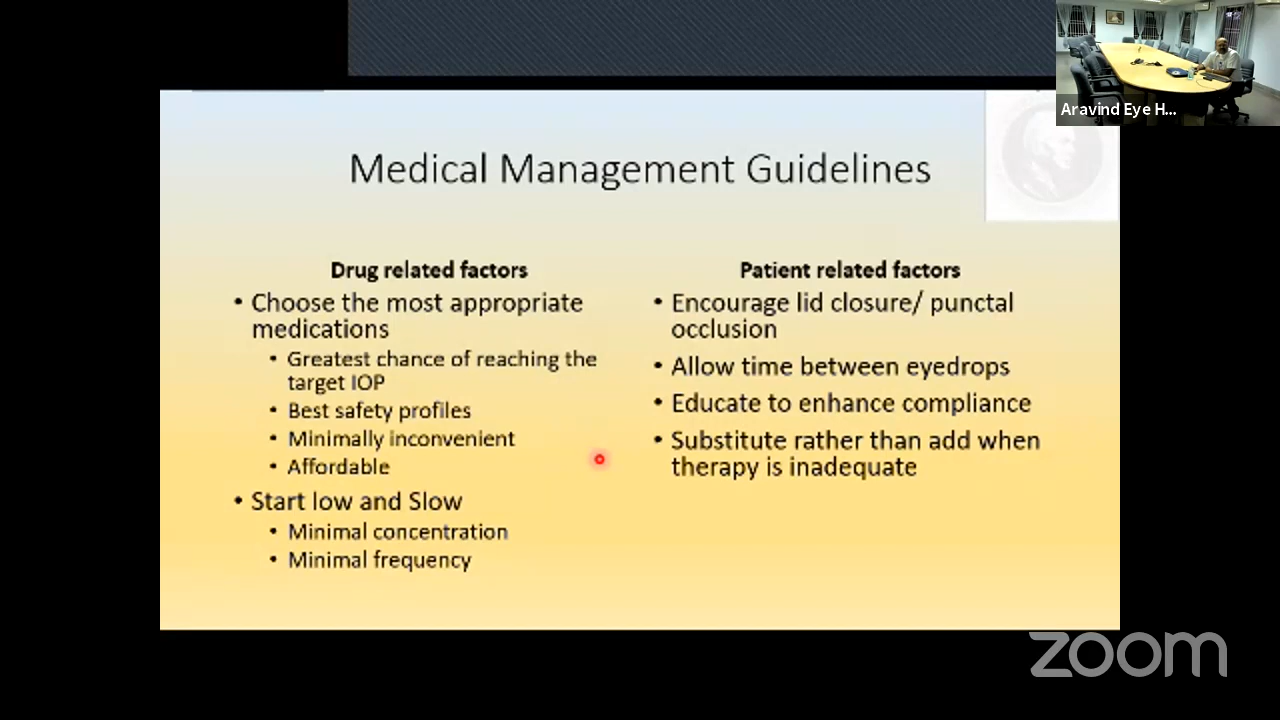 Aravind Eye H...
Medical Management Guidelines
Drug related factors
• Choose the most appropriate
medications
• Greatest chance of reaching the
target IOP
• Best safety profiles
• Minimally inconvenient
• Affordable
• Start low and Slow
• Minimal concentration
• Minimal frequency
Patient related factors
• Encourage lid closure/ punctal
occlusion
• Allow time between eyedrops
• Educate to enhance compliance
• Substitute rather than add when
therapy is inadequate
zoom